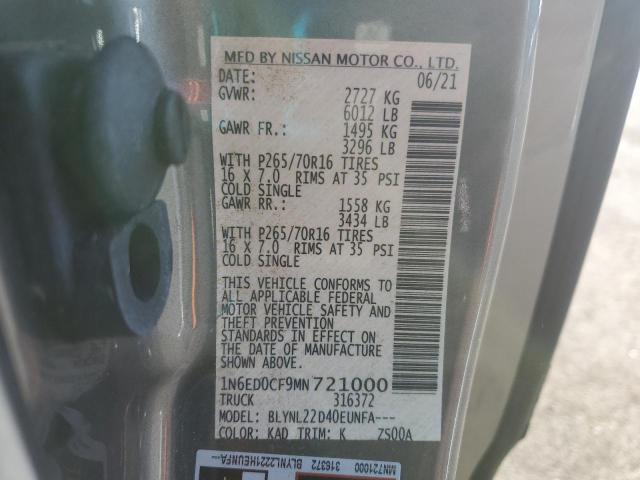 MFD BY NISSAN MOTOR CO., LTD.
DATE: 06/21
GVWR: 2727 KG
6012 LB
GAWR FR.: 1495 KG
3296 LB
WITH P265/70R16 TIRES
16 X 7.0 RIMS AT 35 PSI
COLD SINGLE
GAWR RR.: 1558 KG
3434 LB
WITH P265/70R16 TIRES
16 X 7.0 RIMS AT 35 PSI
COLD SINGLE
THIS VEHICLE CONFORMS TO
ALL APPLICABLE FEDERAL
MOTOR VEHICLE SAFETY AND
THEFT PREVENTION
STANDARDS IN EFFECT ON
THE DATE OF MANUFACTURE
SHOWN ABOVE
1N6ED0CF9MN721000
TRUCK 316372
MODEL: BLYNL22D40EUNFA---
COLOR: KAD TRIM: K ZS00A
MN721000
316372 BLYNL2221HEUNFA